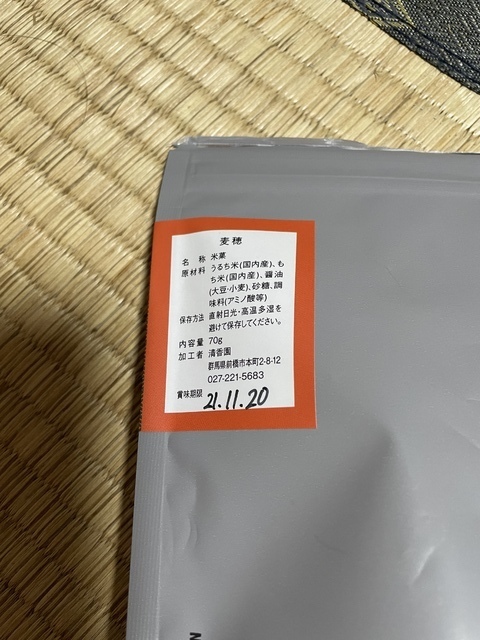 麦穂
名 称 米菓
原材料 うるち米(国内産)、も
ち米(国内産)、醤油
(大豆・小麦)、砂糖、調
味料(アミノ酸等)
保存方法 直射日光・高温多湿を
避けて保存してください。
内容量 70g
加工者 清香園
群馬県前橋市本町2-8-12
027-221-5683
賞味期限 21.11.20
N